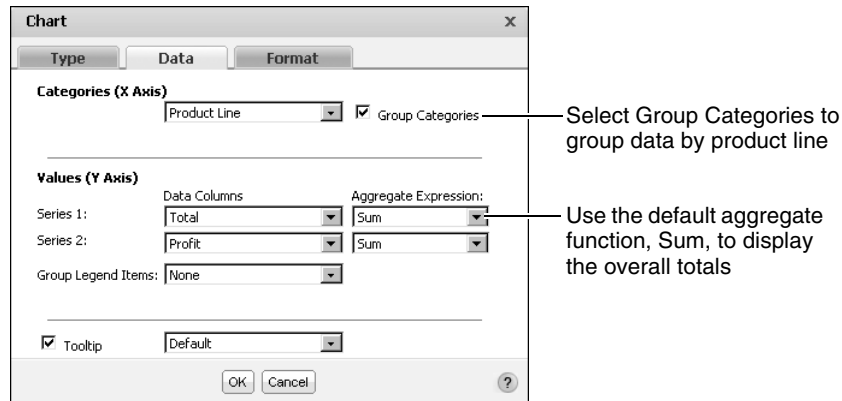 Chart x
Type Data Format
Categories (X Axis)
Product Line Group Categories
Select Group Categories to
group data by product line
Values (Y Axis)
Data Columns Aggregate Expression:
Series 1: Total Sum
Use the default aggregate
function, Sum, to display
the overall totals
Series 2: Profit Sum
Group Legend Items: None
Tooltip Default
OK Cancel ?